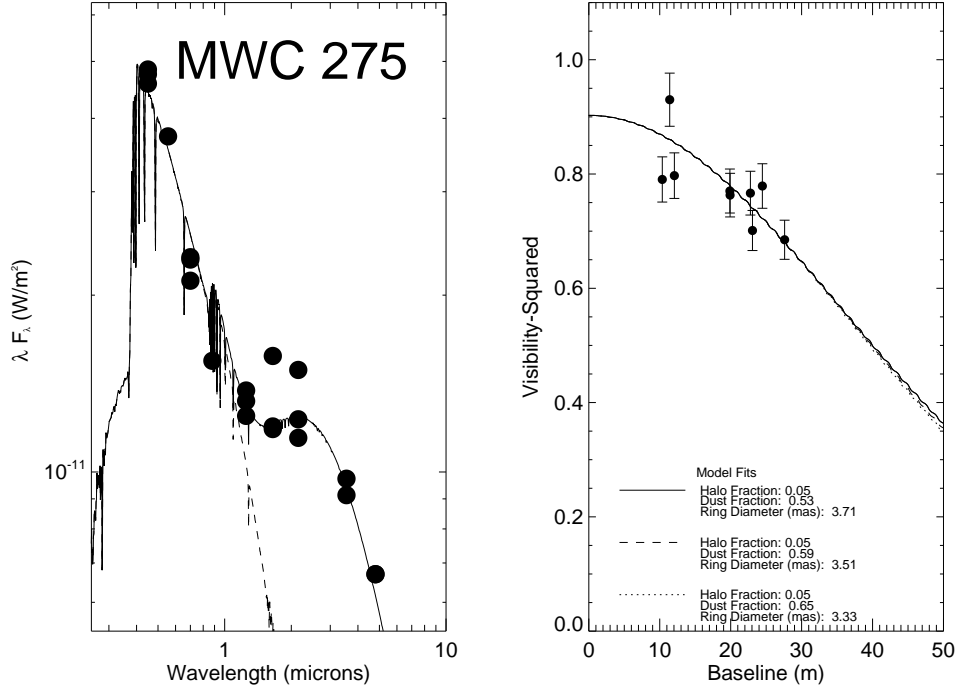 MWC 275
λ Fλ (W/m²)
10⁻¹¹
1
10
Wavelength (microns)
Visibility-Squared
1.0
0.8
0.6
0.4
0.2
0.0
0
10
20
30
40
50
Baseline (m)
Model Fits
Halo Fraction: 0.05
Dust Fraction: 0.53
Ring Diameter (mas): 3.71
Halo Fraction: 0.05
Dust Fraction: 0.59
Ring Diameter (mas): 3.51
Halo Fraction: 0.05
Dust Fraction: 0.65
Ring Diameter (mas): 3.33